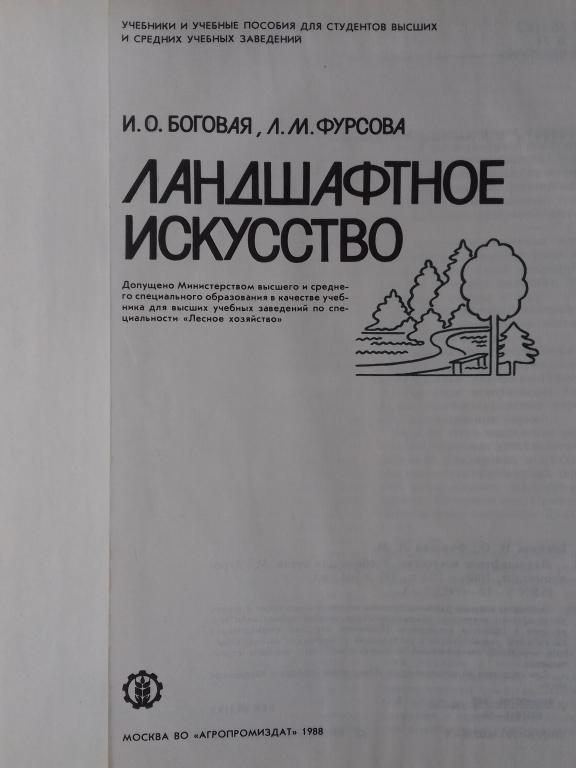 УЧЕБНИКИ И УЧЕБНЫЕ ПОСОБИЯ ДЛЯ СТУДЕНТОВ ВЫСШИХ
И СРЕДНИХ УЧЕБНЫХ ЗАВЕДЕНИЙ
И. О. БОГОВАЯ, Л. М. ФУРСОВА
ЛАНДШАФТНОЕ
ИСКУССТВО
Допущено Министерством высшего и средне-
го специального образования в качестве учеб-
ника для высших учебных заведений по спе-
циальности «Лесное хозяйство»
МОСКВА ВО «АГРОПРОМИЗДАТ» 1988